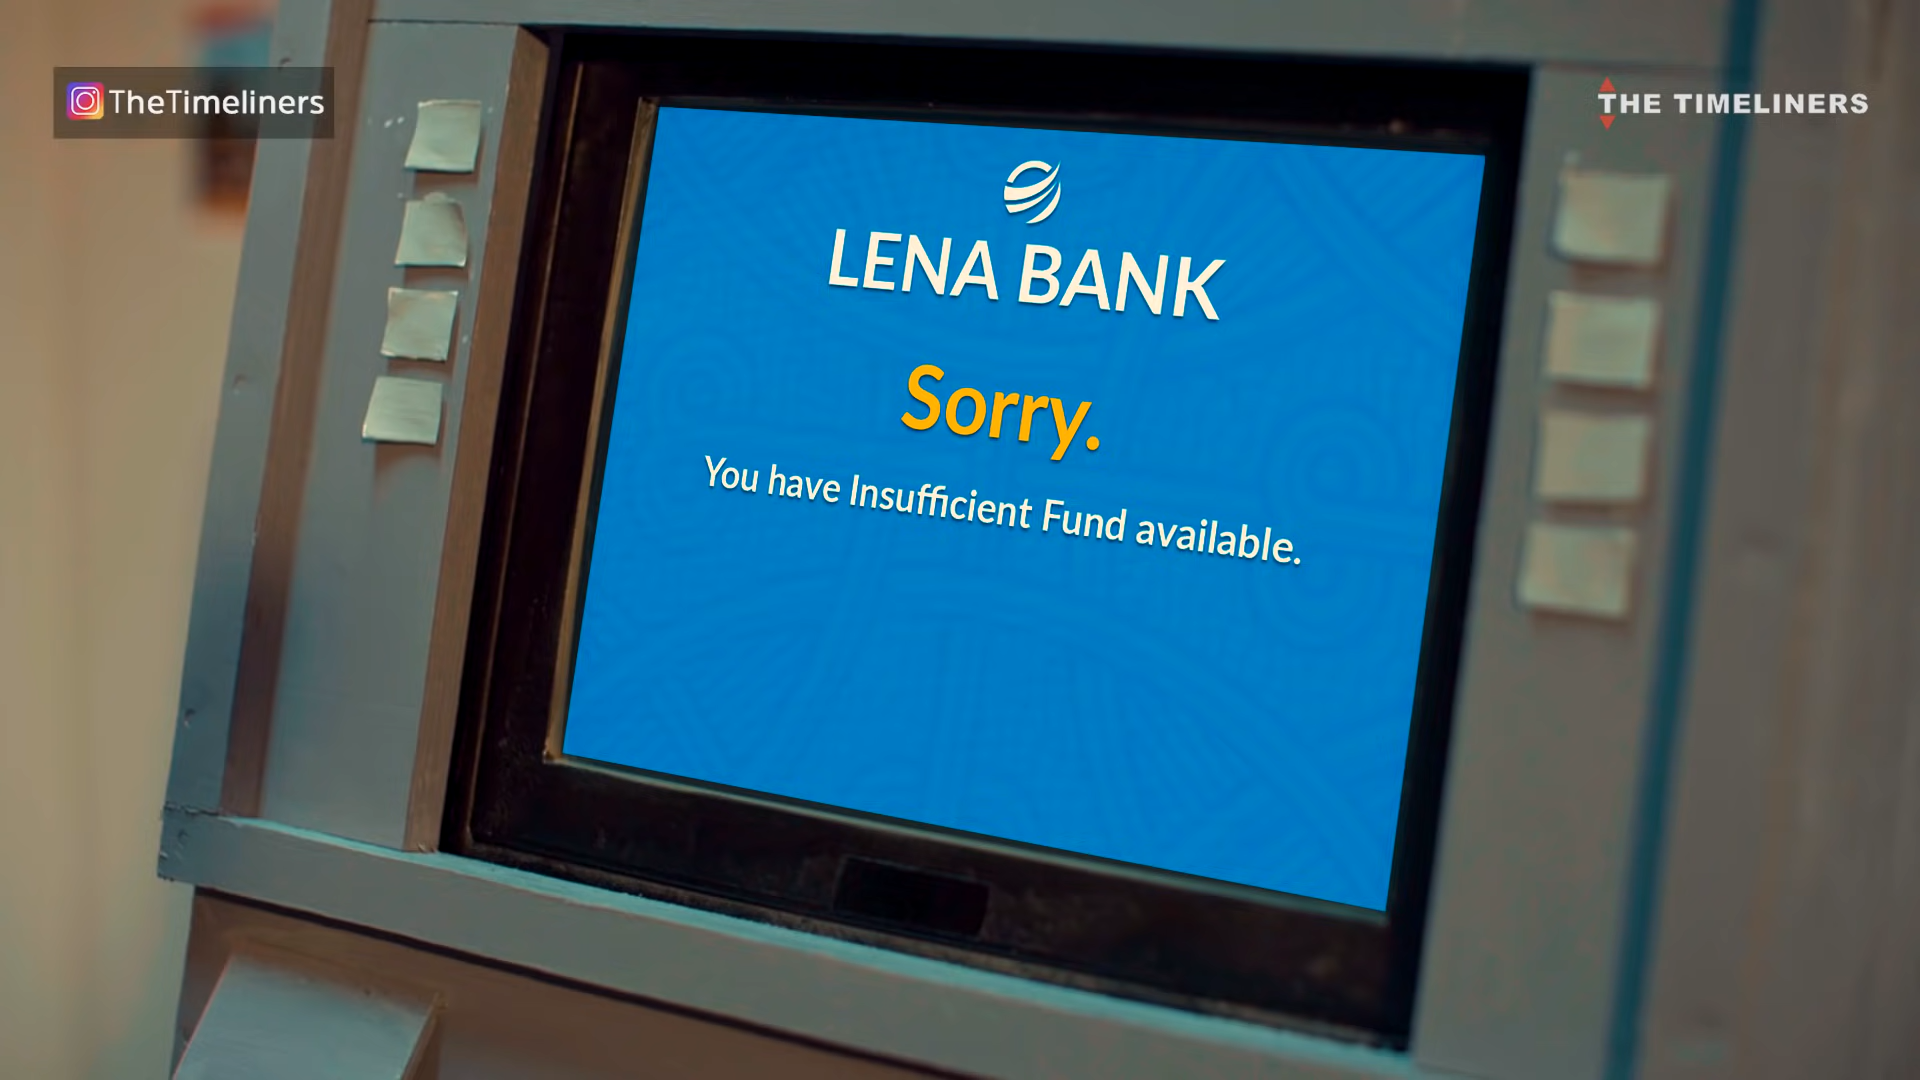 TheTimeliners
THE TIMELINERS
LENA BANK
Sorry.
You have Insufficient Fund available.